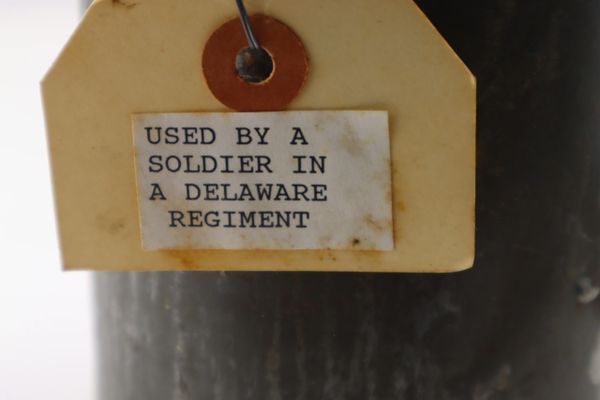 USED BY A
SOLDIER IN
A DELAWARE
REGIMENT